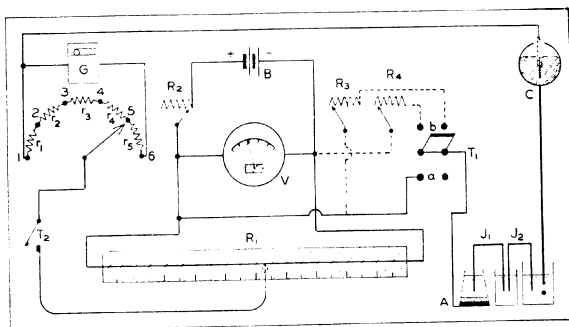 G
+ −
B
C
R₂
R₃
R₄
3
4
2
5
r₃
r₂
r₄
r₁
r₅
1
6
b
T₁
V
a
T₂
R₁
J₁
J₂
A